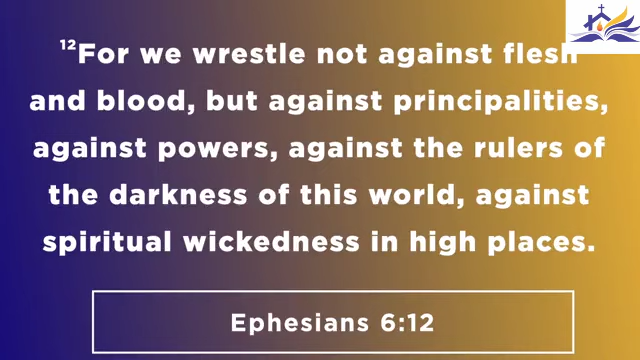 ¹²For we wrestle not against flesh
and blood, but against principalities,
against powers, against the rulers of
the darkness of this world, against
spiritual wickedness in high places.
Ephesians 6:12